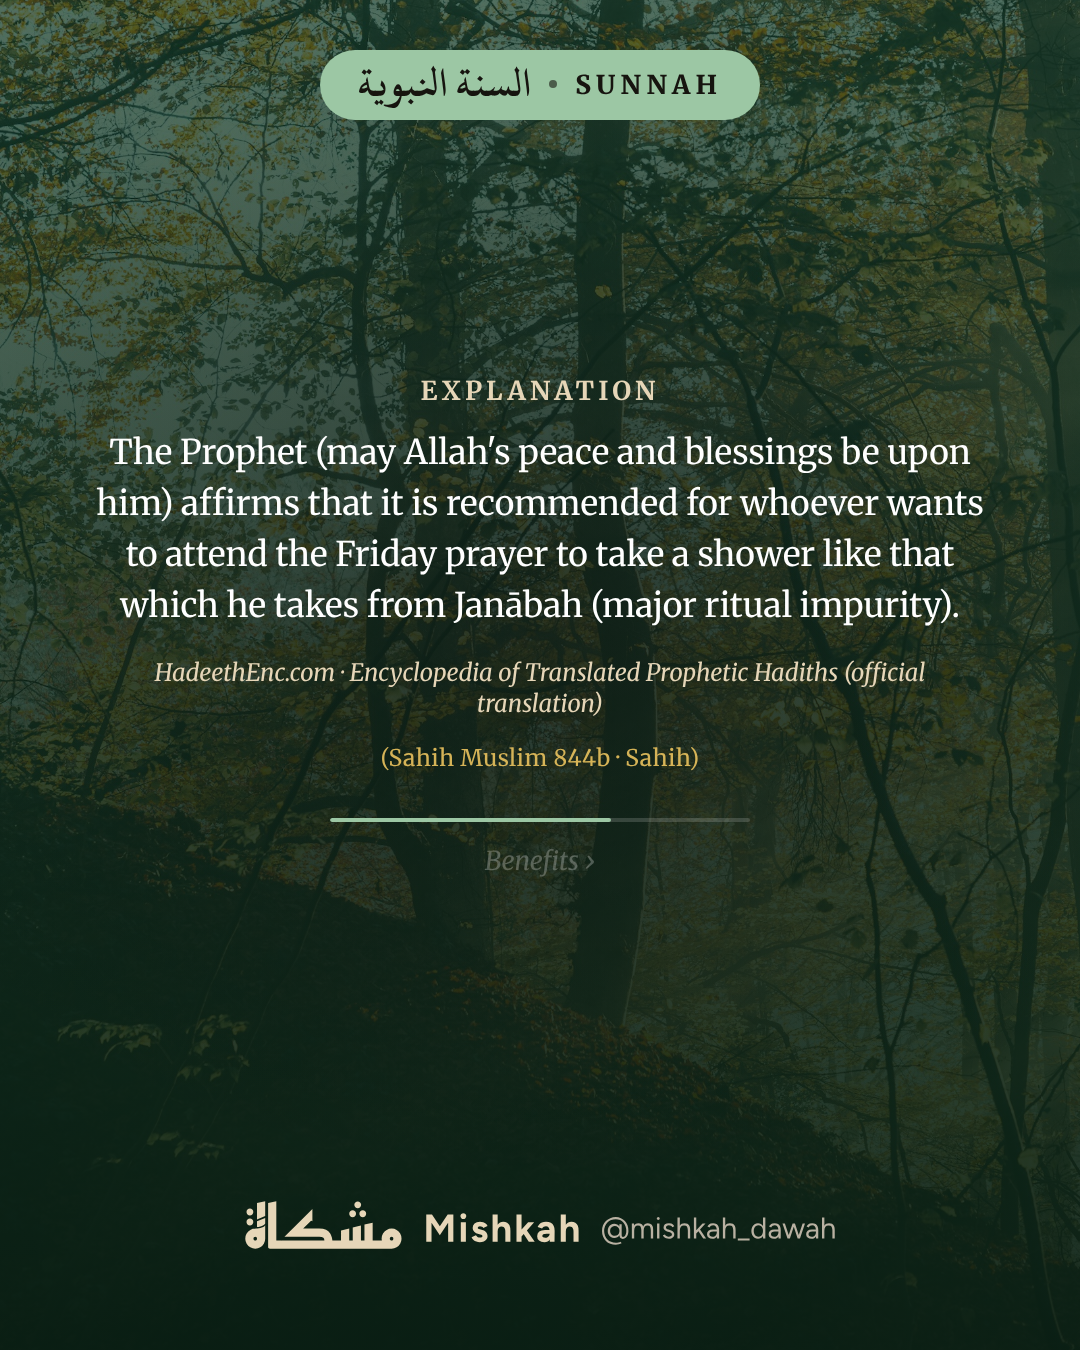 السنة النبوية • SUNNAH
EXPLANATION
The Prophet (may Allah's peace and blessings be upon
him) affirms that it is recommended for whoever wants
to attend the Friday prayer to take a shower like that
which he takes from Janābah (major ritual impurity).
HadeethEnc.com · Encyclopedia of Translated Prophetic Hadiths (official
translation)
(Sahih Muslim 844b · Sahih)
Benefits ›
مشكاة Mishkah @mishkah_dawah